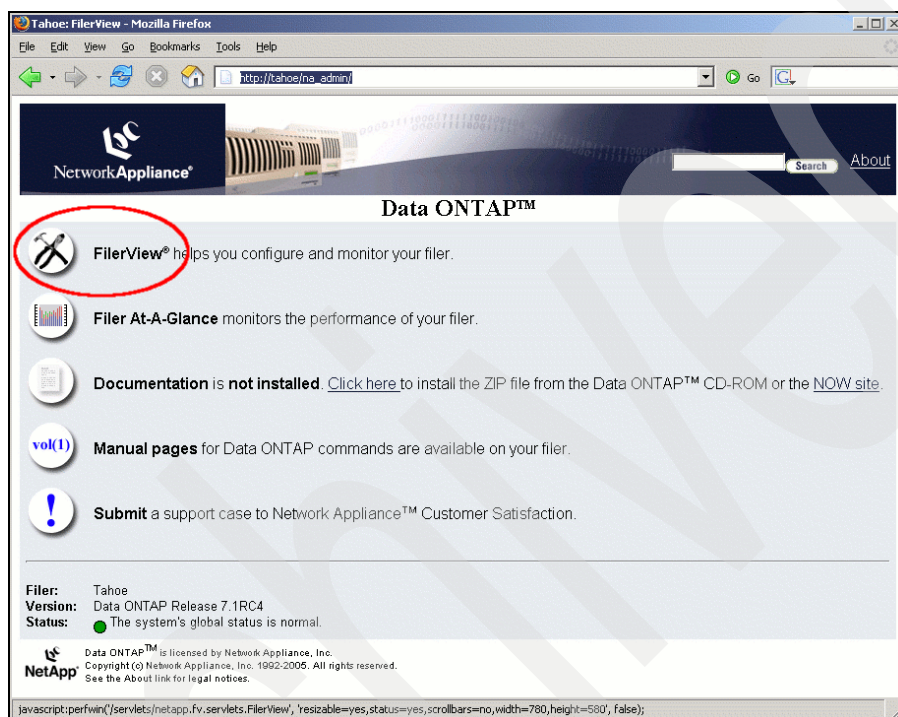 Tahoe: FilerView - Mozilla Firefox
File Edit View Go Bookmarks Tools Help
http://tahoe/na_admin/ Go
NetworkAppliance®
Search About
Data ONTAP™
FilerView® helps you configure and monitor your filer.
Filer At-A-Glance monitors the performance of your filer.
Documentation is not installed. Click here to install the ZIP file from the Data ONTAP™ CD-ROM or the NOW site.
vol(1)
Manual pages for Data ONTAP commands are available on your filer.
!
Submit a support case to Network Appliance™ Customer Satisfaction.
Filer: Tahoe
Version: Data ONTAP Release 7.1RC4
Status: The system's global status is normal.
NetApp®
Data ONTAP™ is licensed by Network Appliance, Inc.
Copyright (c) Network Appliance, Inc. 1992-2005. All rights reserved.
See the About link for legal notices.
javascript:perfwin('/servlets/netapp.fv.servlets.FilerView', 'resizable=yes,status=yes,scrollbars=no,width=780,height=580', false);